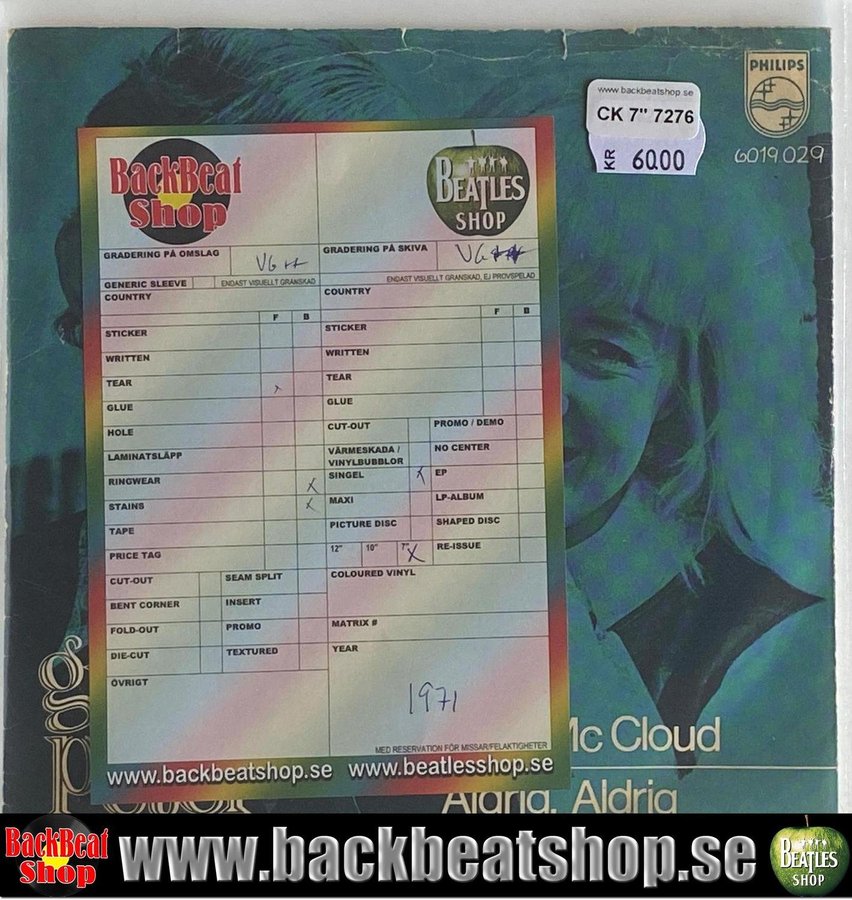 www.backbeatshop.se
CK 7" 7276
KR 60.00
PHILIPS
6019 029
BackBeat
Shop
BEATLES
SHOP
GRADERING PÅ OMSLAG
VG++
GRADERING PÅ SKIVA
VG
GENERIC SLEEVE
ENDAST VISUELLT GRANSKAD
ENDAST VISUELLT GRANSKAD, EJ PROVSPELAD
COUNTRY
COUNTRY
F B
F B
STICKER
STICKER
WRITTEN
WRITTEN
TEAR
TEAR
x
GLUE
GLUE
HOLE
CUT-OUT
PROMO / DEMO
LAMINATSLÄPP
VÄRMESKADA /
VINYLBUBBLOR
NO CENTER
RINGWEAR
x
SINGEL
x
EP
STAINS
x
MAXI
LP-ALBUM
TAPE
PICTURE DISC
SHAPED DISC
PRICE TAG
12"
10"
7" X
RE-ISSUE
CUT-OUT
SEAM SPLIT
COLOURED VINYL
BENT CORNER
INSERT
FOLD-OUT
PROMO
MATRIX #
DIE-CUT
TEXTURED
YEAR
ÖVRIGT
1971
MED RESERVATION FÖR MISSAR/FELAKTIGHETER
www.backbeatshop.se www.beatlesshop.se
Mc Cloud
Aldrig, Aldrig
BackBeat
Shop
www.backbeatshop.se
BEATLES
SHOP